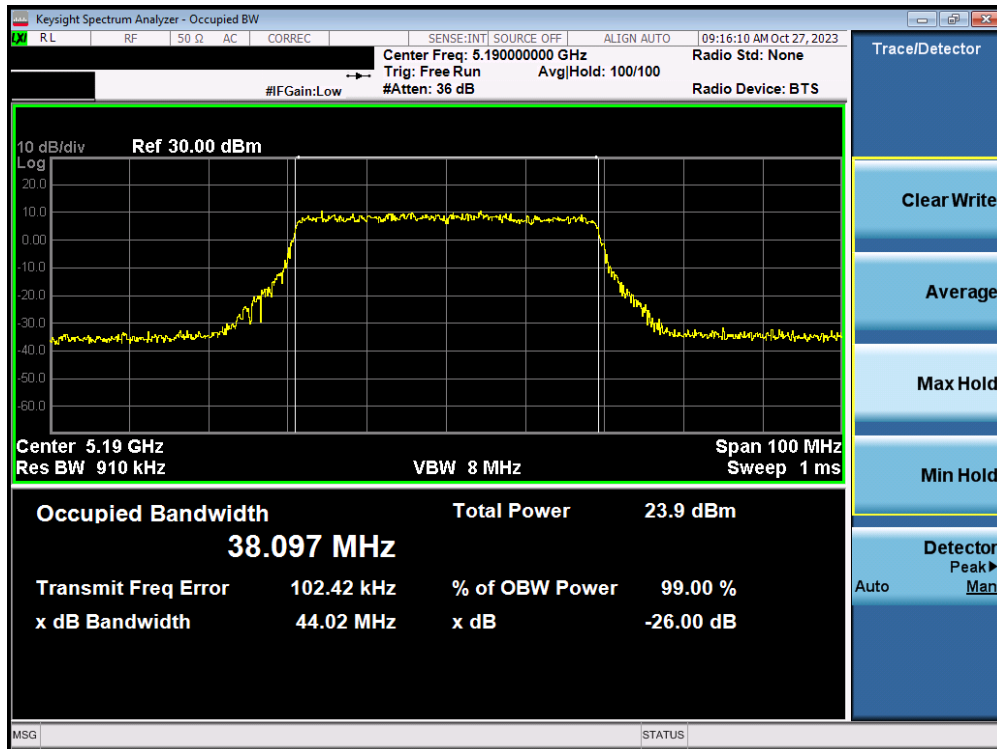 Keysight Spectrum Analyzer - Occupied BW
LXI RL RF 50 Ω AC CORREC SENSE:INT SOURCE OFF ALIGN AUTO 09:16:10 AM Oct 27, 2023
Center Freq: 5.190000000 GHz Radio Std: None
Trig: Free Run Avg|Hold: 100/100
#IFGain:Low #Atten: 36 dB Radio Device: BTS
10 dB/div Ref 30.00 dBm
Log
20.0
10.0
0.00
-10.0
-20.0
-30.0
-40.0
-50.0
-60.0
Center 5.19 GHz Span 100 MHz
Res BW 910 kHz VBW 8 MHz Sweep 1 ms
Occupied Bandwidth Total Power 23.9 dBm
38.097 MHz
Transmit Freq Error 102.42 kHz % of OBW Power 99.00 %
x dB Bandwidth 44.02 MHz x dB -26.00 dB
MSG STATUS
Trace/Detector
Clear Write
Average
Max Hold
Min Hold
Detector
Peak▶
Auto Man